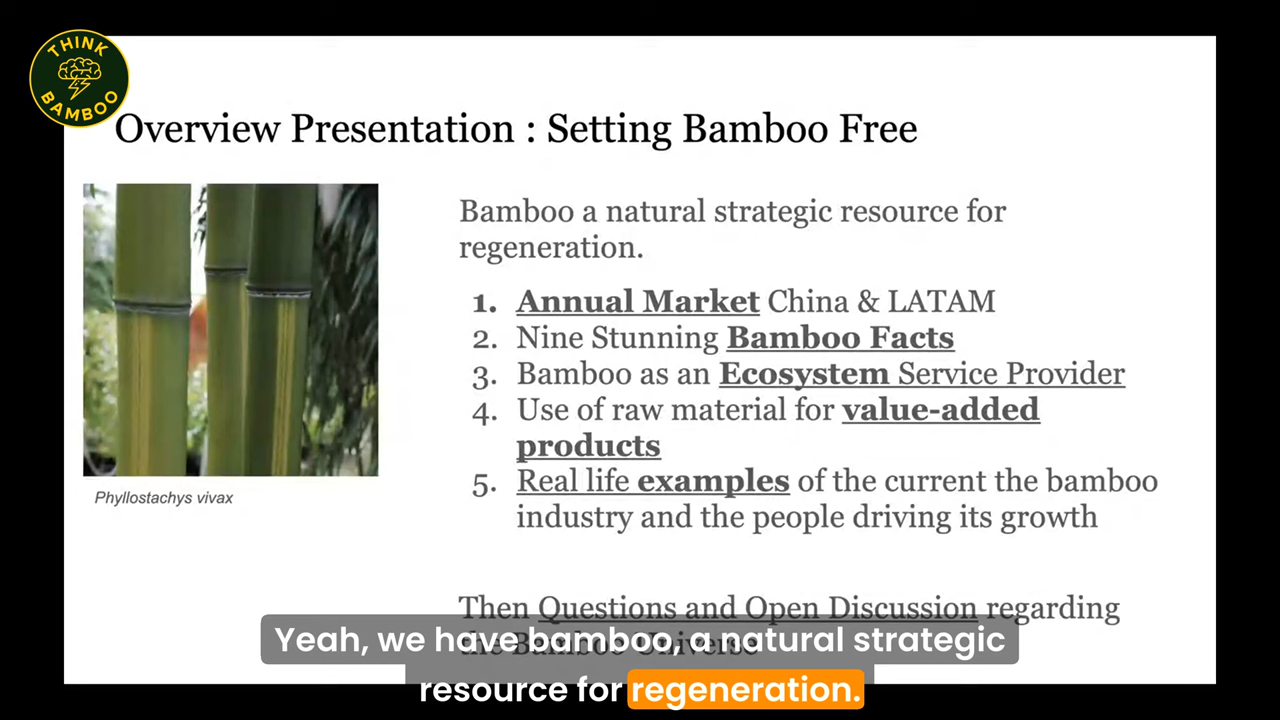 THINK
BAMBOO
Overview Presentation : Setting Bamboo Free
Bamboo a natural strategic resource for
regeneration.
1. Annual Market China & LATAM
2. Nine Stunning Bamboo Facts
3. Bamboo as an Ecosystem Service Provider
4. Use of raw material for value-added
products
5. Real life examples of the current the bamboo
industry and the people driving its growth
Phyllostachys vivax
Then Questions and Open Discussion regarding
the Bamboo Universe
Yeah, we have bamboo, a natural strategic
resource for regeneration.